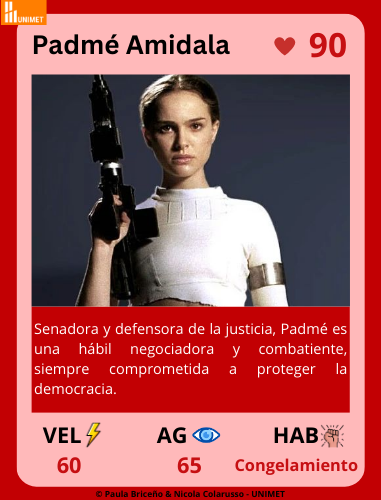 UNIMET
Padmé Amidala 90
Senadora y defensora de la justicia, Padmé es
una hábil negociadora y combatiente,
siempre comprometida a proteger la
democracia.
VEL AG HAB
60 65 Congelamiento
© Paula Briceño & Nicola Colarusso - UNIMET